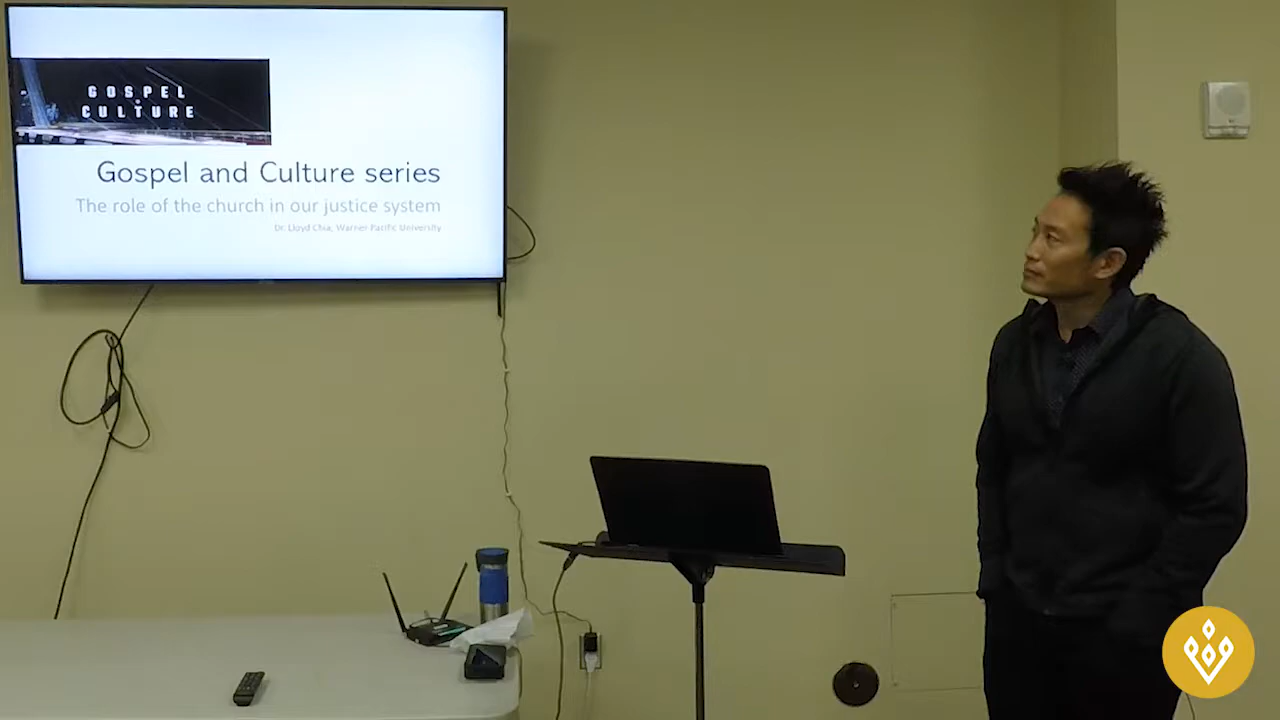 GOSPEL
+
CULTURE
Gospel and Culture series
The role of the church in our justice system
Dr. Lloyd Chia, Warner Pacific University